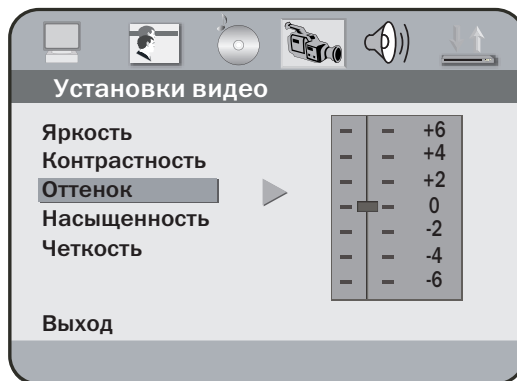 Установки видео
Яркость
Контрастность
Оттенок
Насыщенность
Четкость
Выход
+6
+4
+2
0
-2
-4
-6